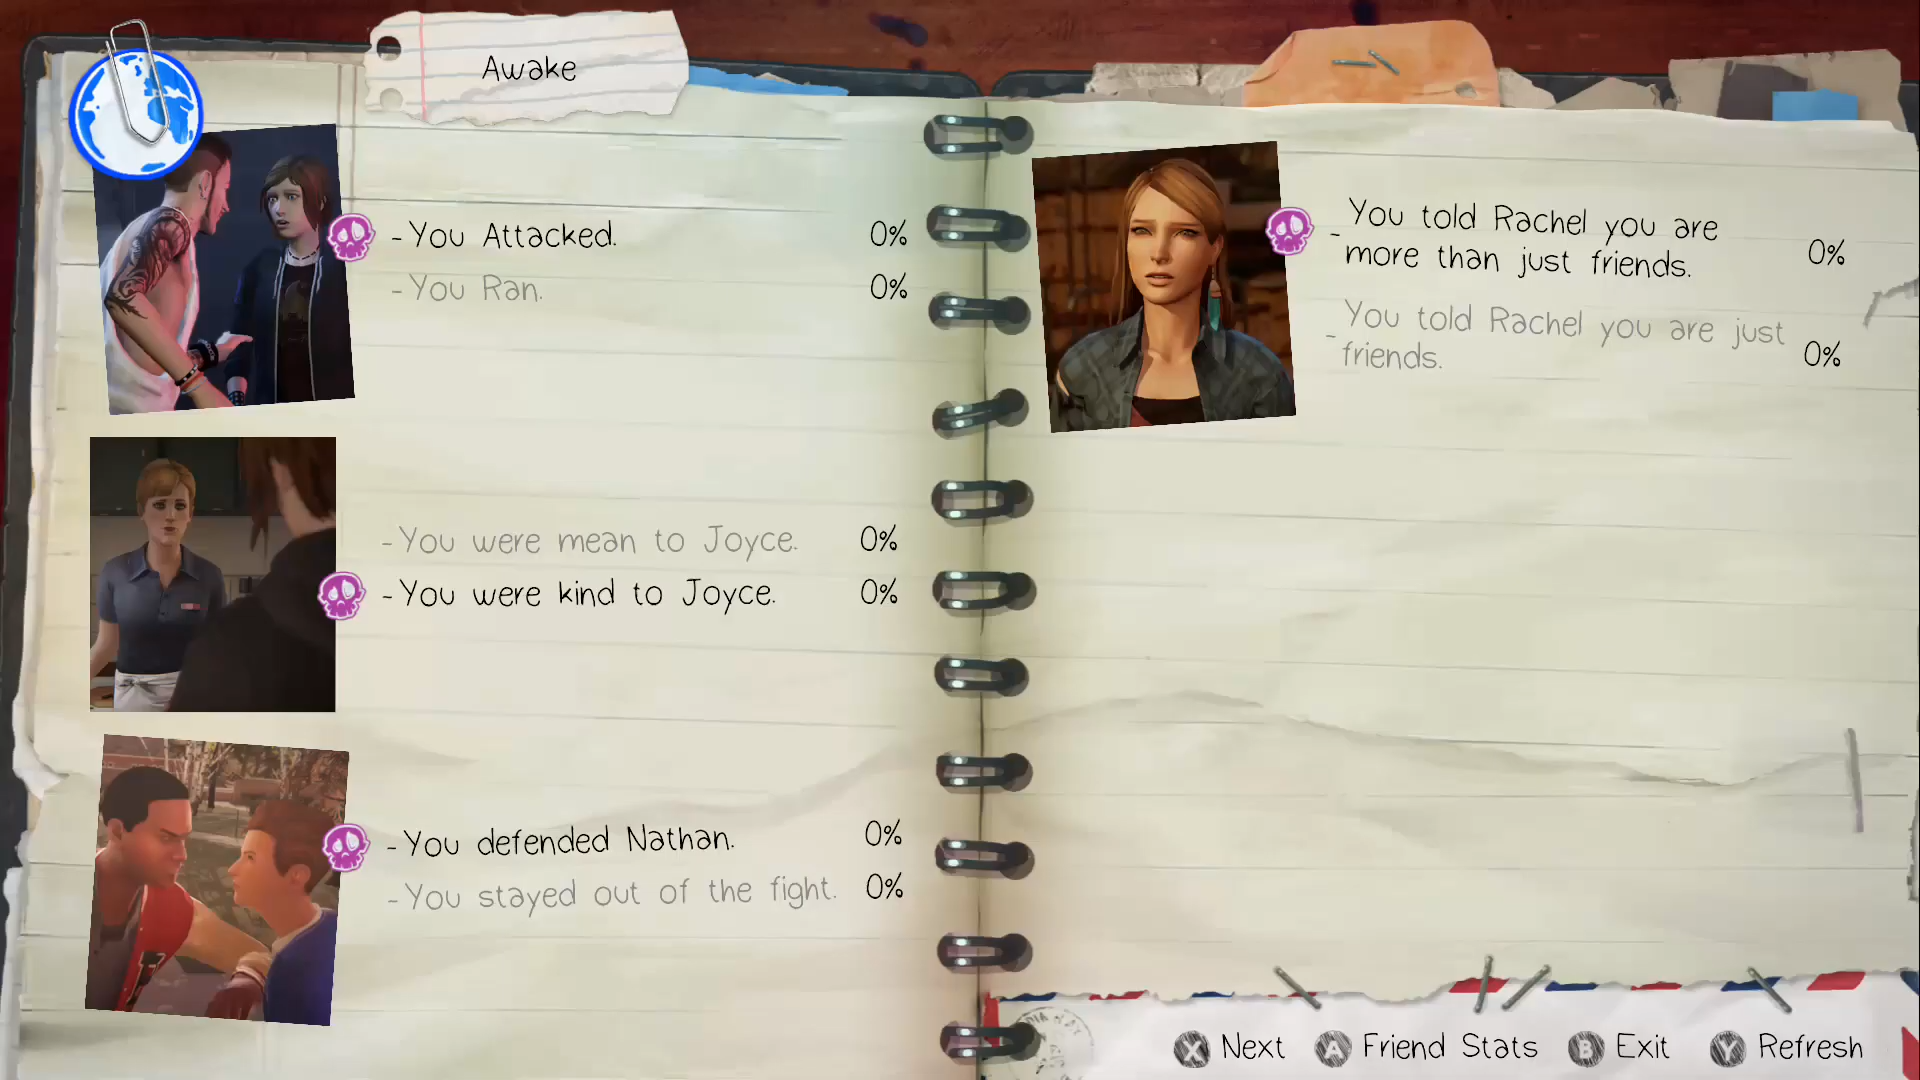 Awake
- You Attacked. 0%
- You Ran. 0%
- You were mean to Joyce. 0%
- You were kind to Joyce. 0%
- You defended Nathan. 0%
- You stayed out of the fight. 0%
- You told Rachel you are
more than just friends. 0%
- You told Rachel you are just
friends. 0%
X Next A Friend Stats B Exit Y Refresh